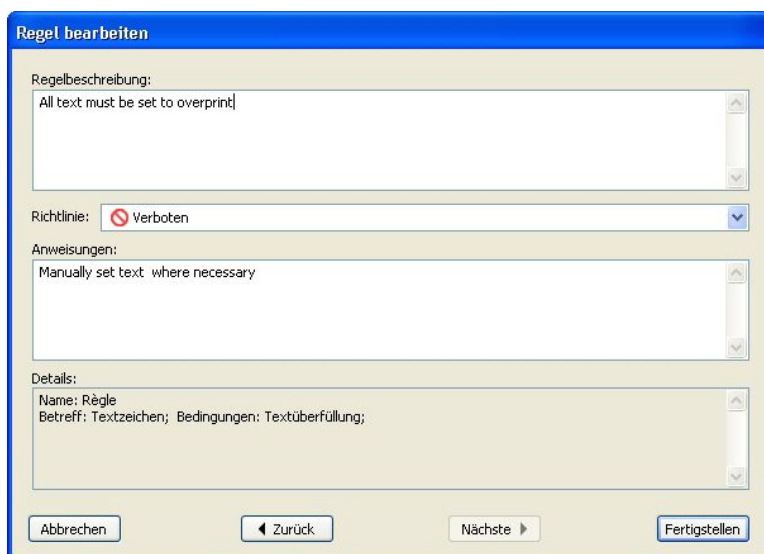 Regel bearbeiten
Regelbeschreibung:
All text must be set to overprint
Richtlinie: Verboten
Anweisungen:
Manually set text  where necessary
Details:
Name: Règle
Betreff: Textzeichen;  Bedingungen: Textüberfüllung;
Abbrechen Zurück Nächste Fertigstellen